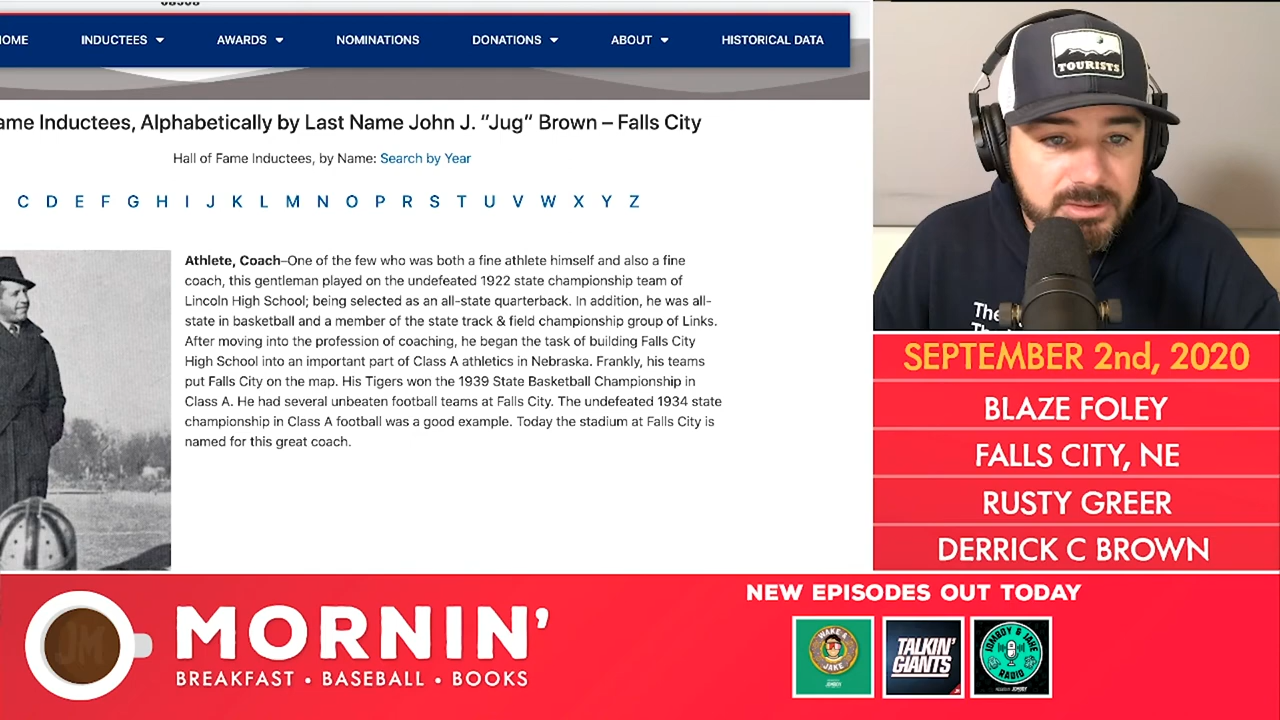 68508
HOME INDUCTEES AWARDS NOMINATIONS DONATIONS ABOUT HISTORICAL DATA
ame Inductees, Alphabetically by Last Name John J. “Jug” Brown – Falls City
Hall of Fame Inductees, by Name: Search by Year
C D E F G H I J K L M N O P R S T U V W X Y Z
Athlete, Coach–One of the few who was both a fine athlete himself and also a fine
coach, this gentleman played on the undefeated 1922 state championship team of
Lincoln High School; being selected as an all-state quarterback. In addition, he was all-
state in basketball and a member of the state track & field championship group of Links.
After moving into the profession of coaching, he began the task of building Falls City
High School into an important part of Class A athletics in Nebraska. Frankly, his teams
put Falls City on the map. His Tigers won the 1939 State Basketball Championship in
Class A. He had several unbeaten football teams at Falls City. The undefeated 1934 state
championship in Class A football was a good example. Today the stadium at Falls City is
named for this great coach.
TOURISTS
The
SEPTEMBER 2nd, 2020
BLAZE FOLEY
FALLS CITY, NE
RUSTY GREER
DERRICK C BROWN
JM
MORNIN’
BREAKFAST • BASEBALL • BOOKS
NEW EPISODES OUT TODAY
WAKE &
JAKE
TALKIN’
GIANTS
JOMBOY & JAKE
RADIO